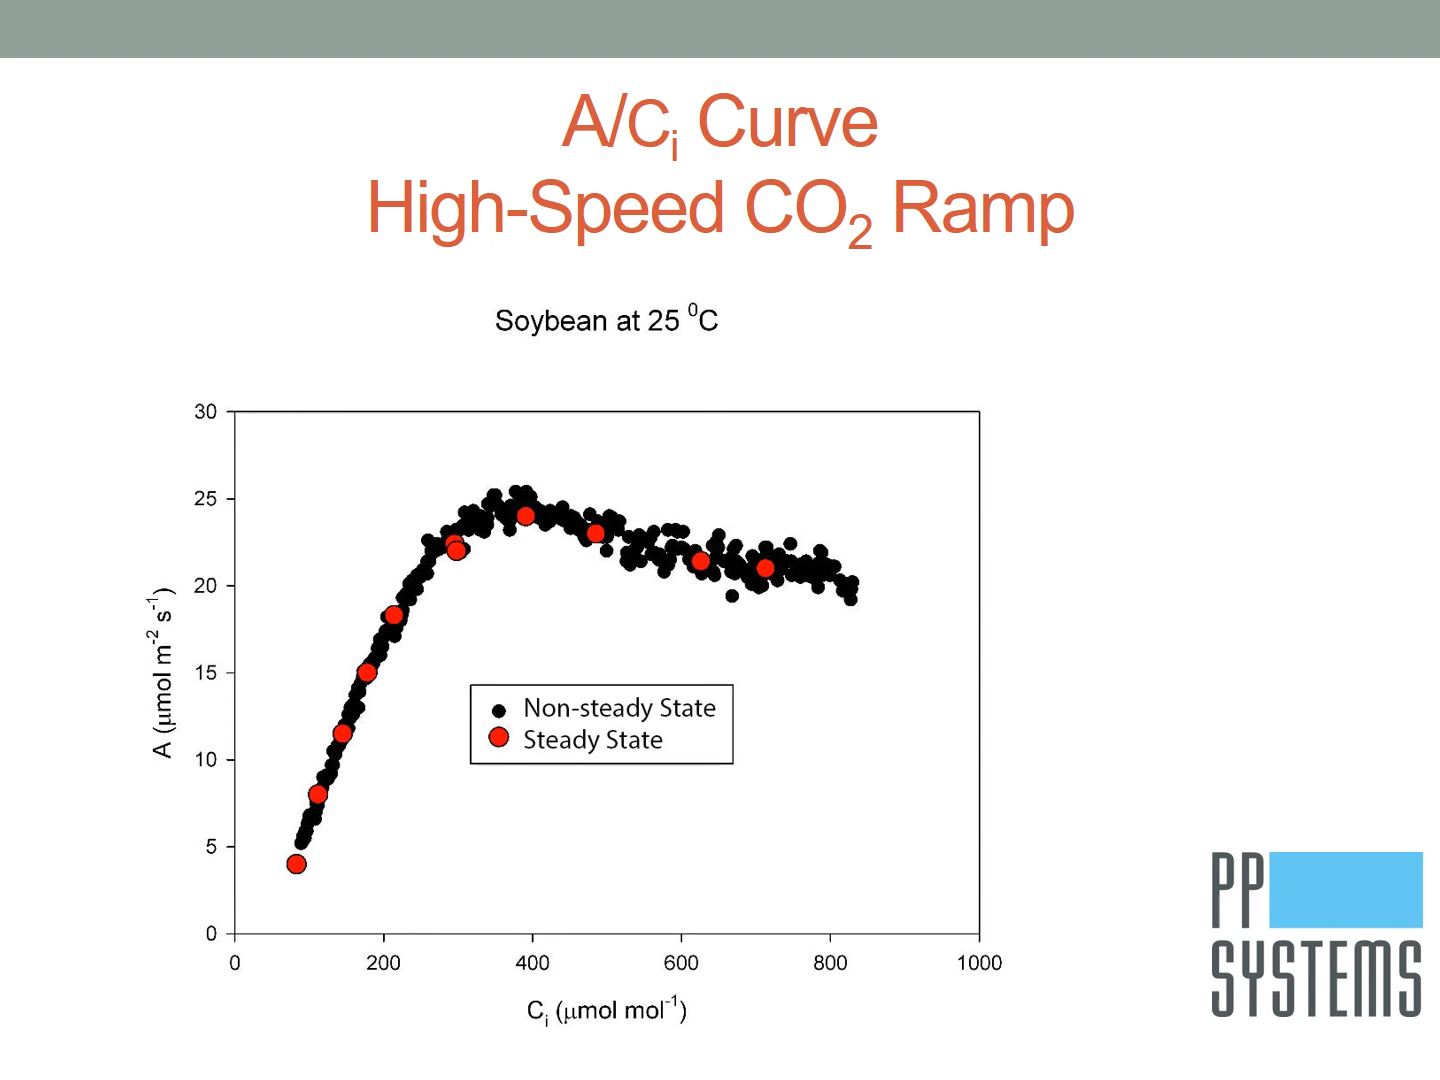 A/Ci Curve
High-Speed CO2 Ramp
Soybean at 25 ⁰C
30
25
20
15
10
5
0
A (μmol m⁻² s⁻¹)
Non-steady State
Steady State
0 200 400 600 800 1000
Ci (μmol mol⁻¹)
PP
SYSTEMS